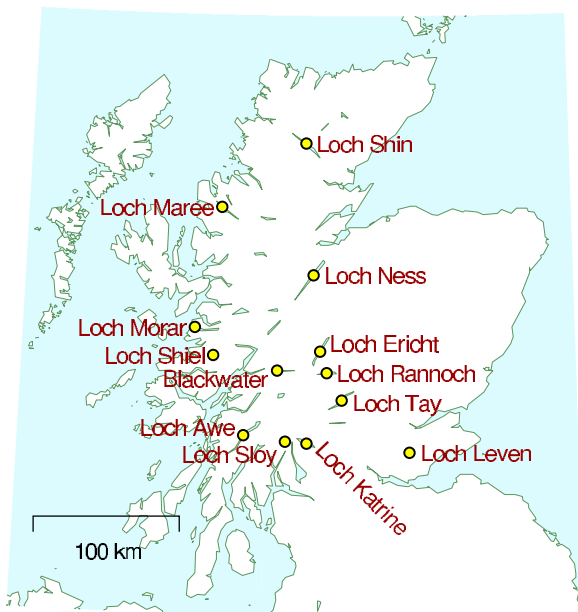 Loch Shin
Loch Maree
Loch Ness
Loch Morar
Loch Ericht
Loch Shiel
Blackwater
Loch Rannoch
Loch Tay
Loch Awe
Loch Sloy
Loch Leven
Loch Katrine
100 km